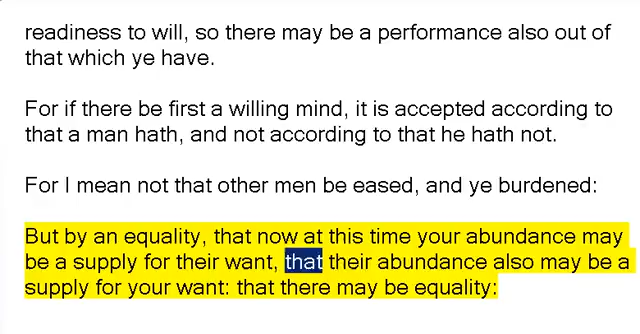 readiness to will, so there may be a performance also out of
that which ye have.
For if there be first a willing mind, it is accepted according to
that a man hath, and not according to that he hath not.
For I mean not that other men be eased, and ye burdened:
But by an equality, that now at this time your abundance may
be a supply for their want, that their abundance also may be a
supply for your want: that there may be equality: